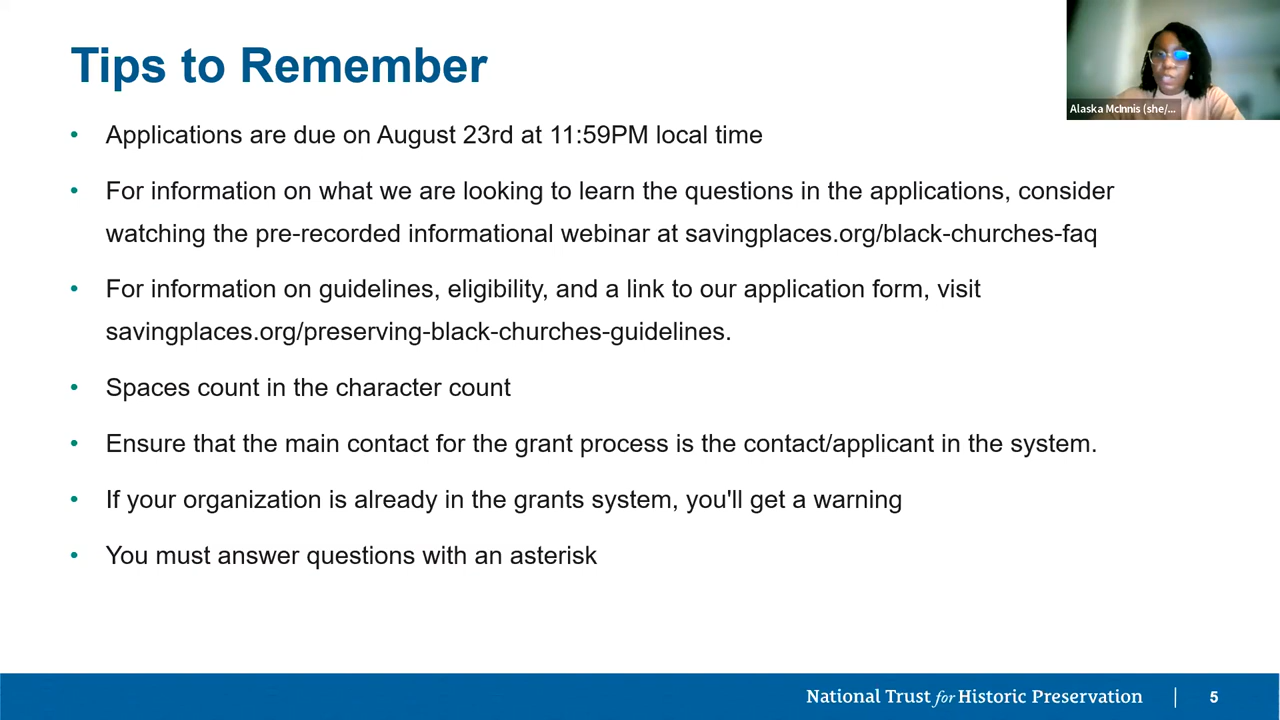 Tips to Remember
Alaska McInnis (she/...
• Applications are due on August 23rd at 11:59PM local time
• For information on what we are looking to learn the questions in the applications, consider
watching the pre-recorded informational webinar at savingplaces.org/black-churches-faq
• For information on guidelines, eligibility, and a link to our application form, visit
savingplaces.org/preserving-black-churches-guidelines.
• Spaces count in the character count
• Ensure that the main contact for the grant process is the contact/applicant in the system.
• If your organization is already in the grants system, you'll get a warning
• You must answer questions with an asterisk
National Trust for Historic Preservation | 5